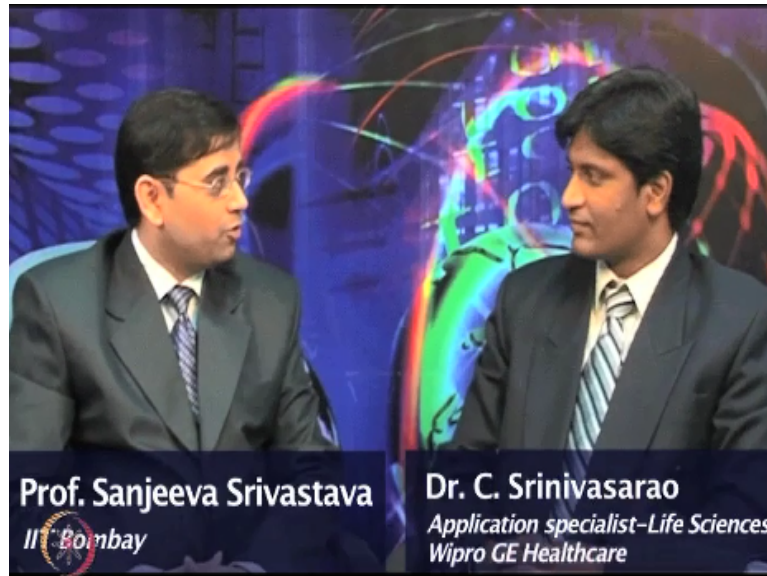 Prof. Sanjeeva Srivastava
IIT Bombay
Dr. C. Srinivasarao
Application specialist-Life Sciences
Wipro GE Healthcare